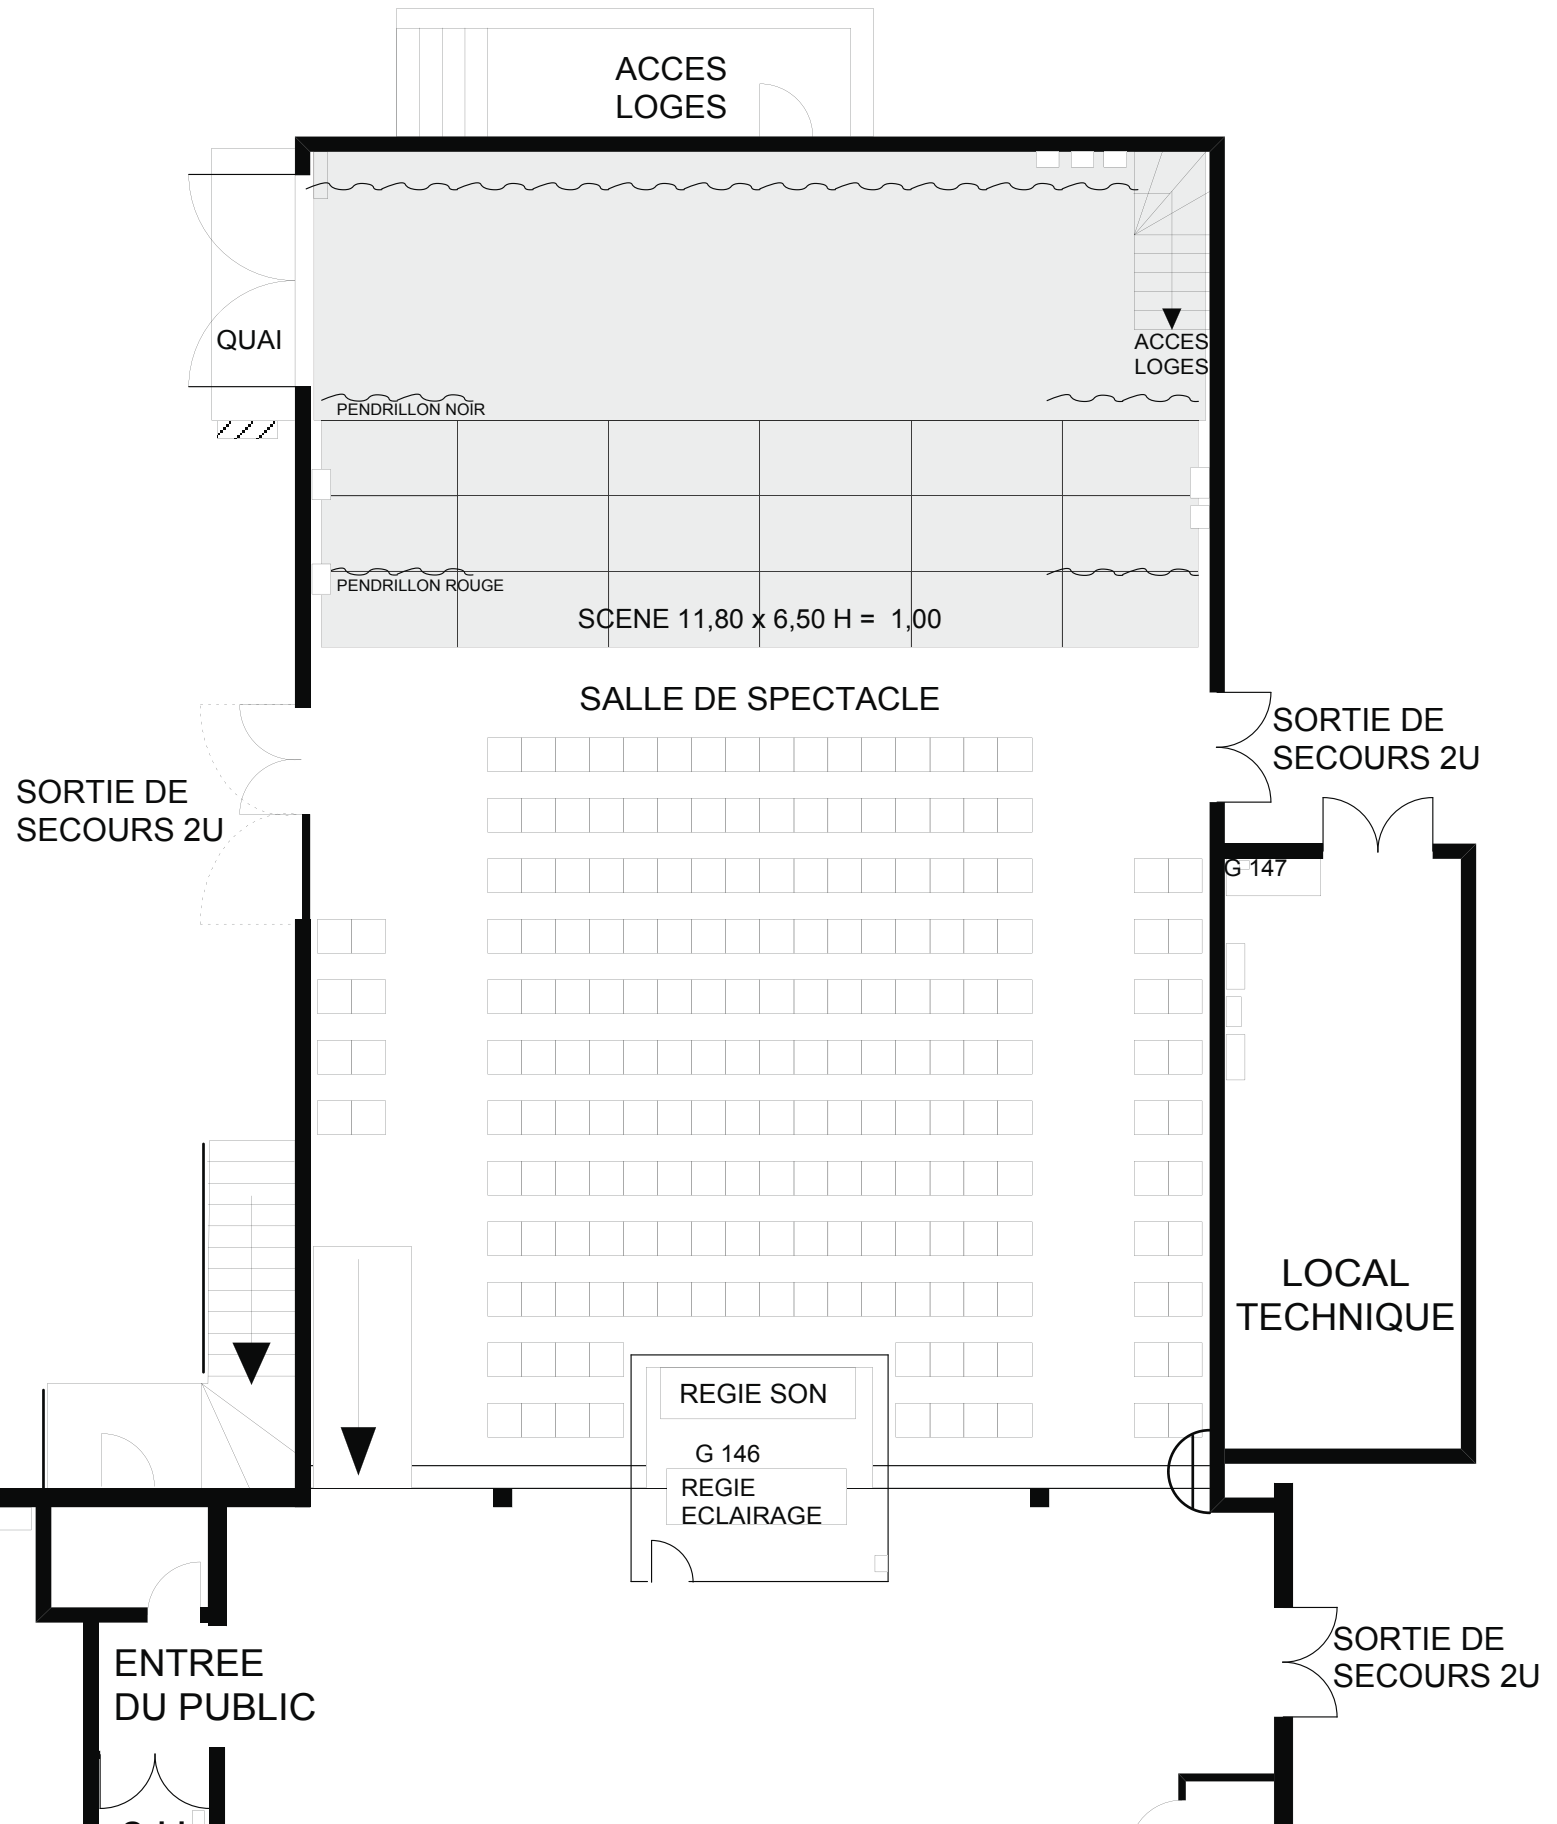 ACCES
LOGES
QUAI
ACCES
LOGES
PENDRILLON NOIR
PENDRILLON ROUGE
SCENE 11,80 x 6,50 H = 1,00
SALLE DE SPECTACLE
SORTIE DE
SECOURS 2U
SORTIE DE
SECOURS 2U
G 147
LOCAL
TECHNIQUE
REGIE SON
G 146
REGIE
ECLAIRAGE
ENTREE
DU PUBLIC
SORTIE DE
SECOURS 2U